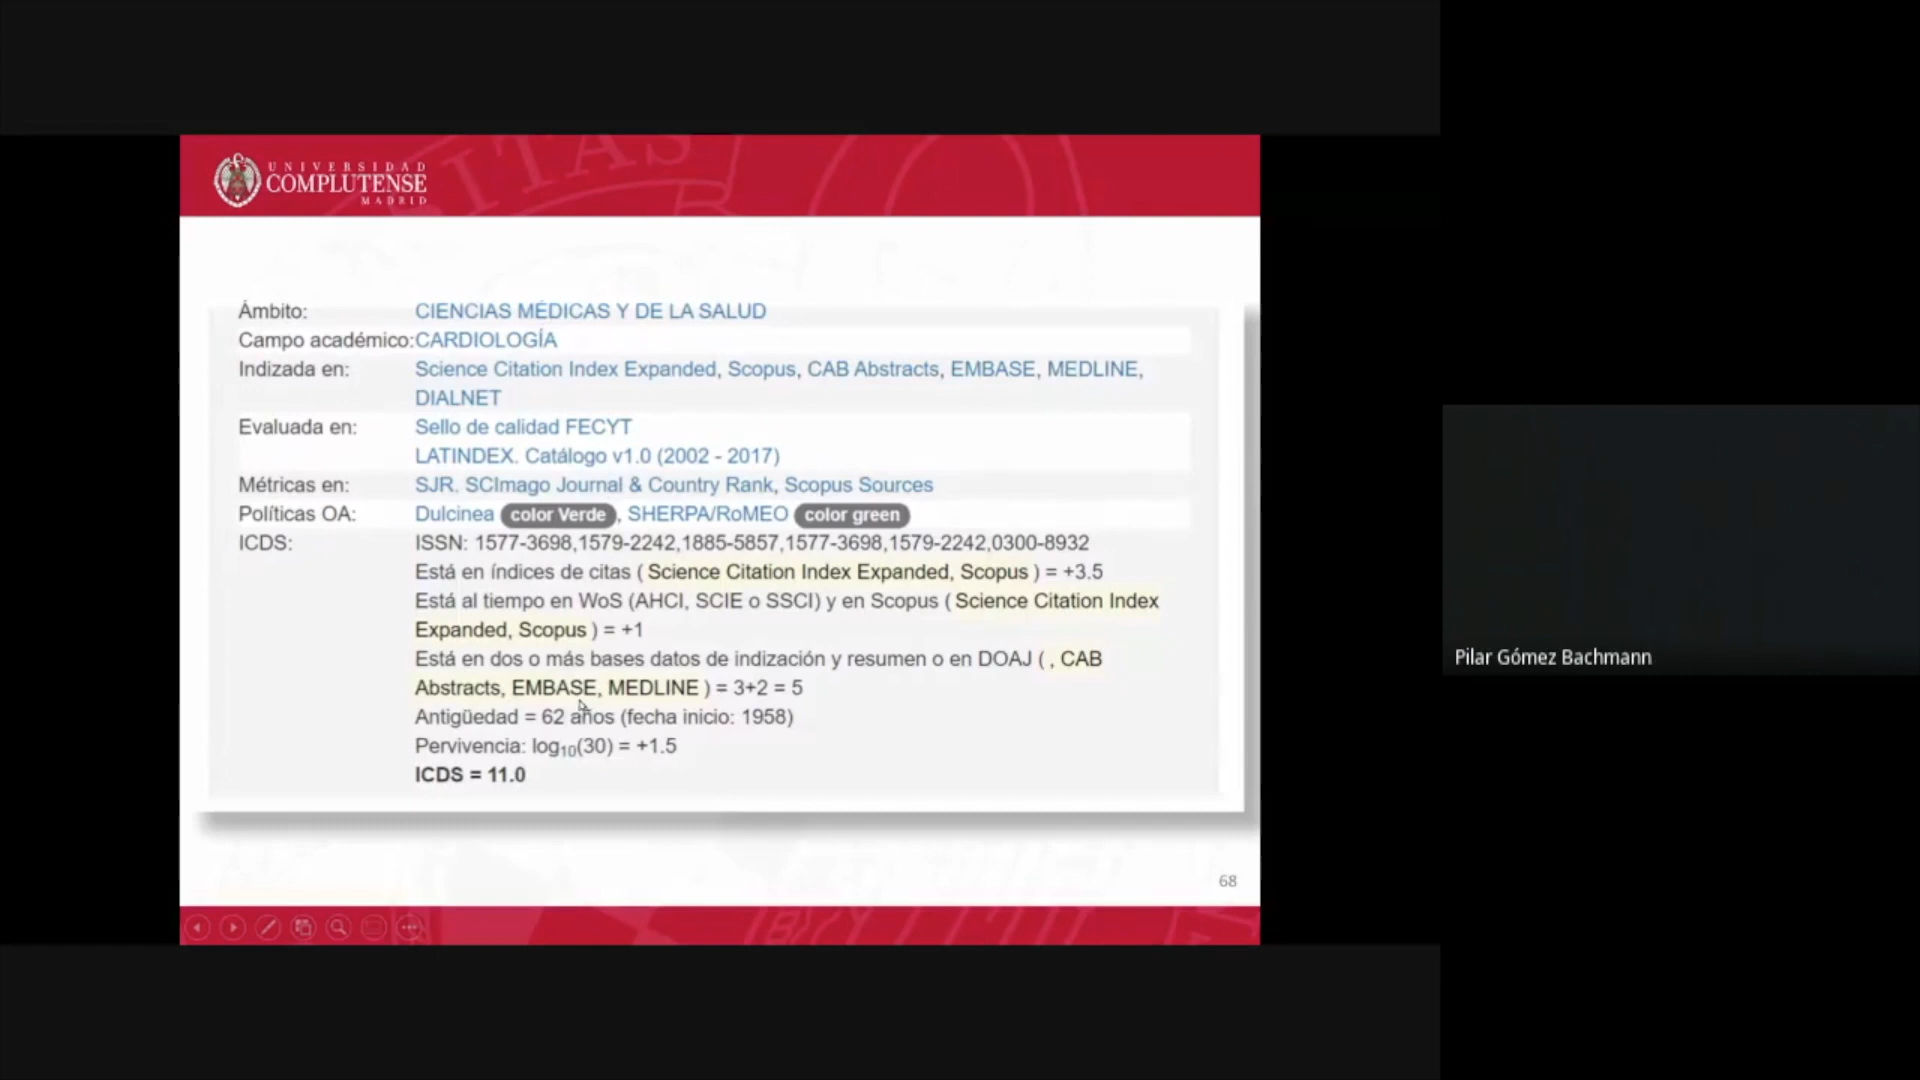 UNIVERSIDAD
COMPLUTENSE
MADRID
Ámbito: CIENCIAS MÉDICAS Y DE LA SALUD
Campo académico: CARDIOLOGÍA
Indizada en: Science Citation Index Expanded, Scopus, CAB Abstracts, EMBASE, MEDLINE,
DIALNET
Evaluada en: Sello de calidad FECYT
LATINDEX. Catálogo v1.0 (2002 - 2017)
Métricas en: SJR. SCImago Journal & Country Rank, Scopus Sources
Políticas OA: Dulcinea color Verde, SHERPA/RoMEO color green
ICDS: ISSN: 1577-3698,1579-2242,1885-5857,1577-3698,1579-2242,0300-8932
Está en índices de citas ( Science Citation Index Expanded, Scopus ) = +3.5
Está al tiempo en WoS (AHCI, SCIE o SSCI) y en Scopus ( Science Citation Index
Expanded, Scopus ) = +1
Está en dos o más bases datos de indización y resumen o en DOAJ ( , CAB
Abstracts, EMBASE, MEDLINE ) = 3+2 = 5
Antigüedad = 62 años (fecha inicio: 1958)
Pervivencia: log₁₀(30) = +1.5
ICDS = 11.0
68
Pilar Gómez Bachmann